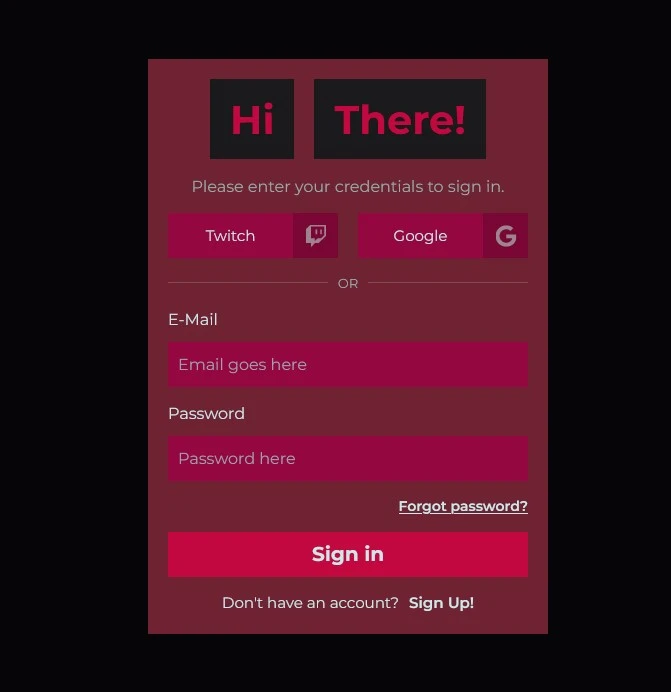 Hi There!
Please enter your credentials to sign in.
Twitch Google
OR
E-Mail
Email goes here
Password
Password here
Forgot password?
Sign in
Don't have an account? Sign Up!